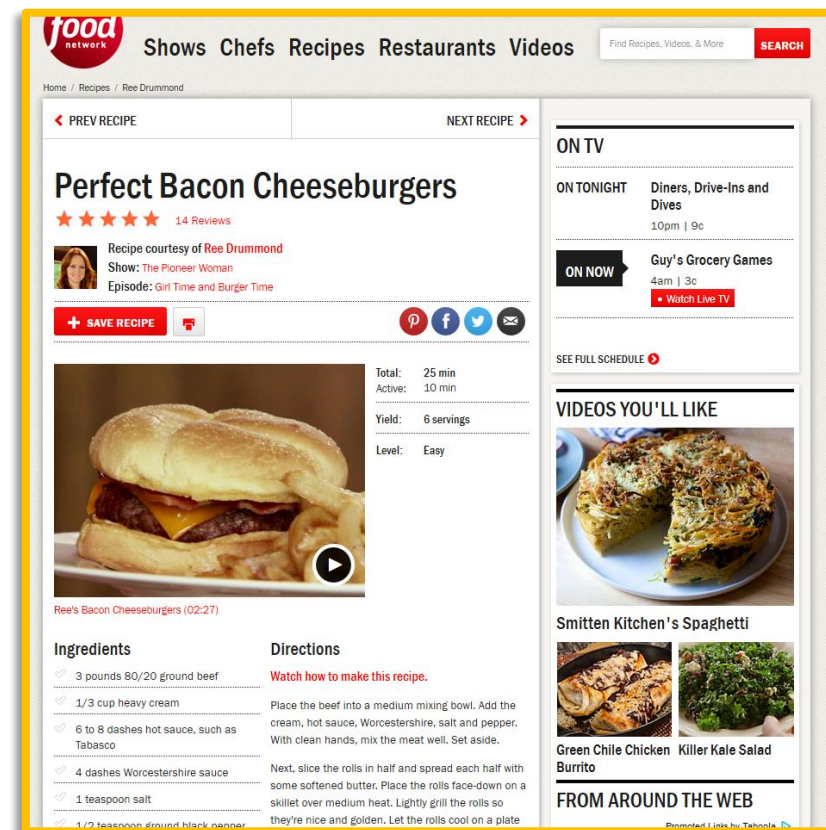 food
network
Shows Chefs Recipes Restaurants Videos
Find Recipes, Videos, & More
SEARCH
Home / Recipes / Ree Drummond
PREV RECIPE
NEXT RECIPE
Perfect Bacon Cheeseburgers
14 Reviews
Recipe courtesy of Ree Drummond
Show: The Pioneer Woman
Episode: Girl Time and Burger Time
+ SAVE RECIPE
Total: 25 min
Active: 10 min
Yield: 6 servings
Level: Easy
Ree's Bacon Cheeseburgers (02:27)
Ingredients
3 pounds 80/20 ground beef
1/3 cup heavy cream
6 to 8 dashes hot sauce, such as
Tabasco
4 dashes Worcestershire sauce
1 teaspoon salt
1/2 teaspoon ground black pepper
Directions
Watch how to make this recipe.
Place the beef into a medium mixing bowl. Add the
cream, hot sauce, Worcestershire, salt and pepper.
With clean hands, mix the meat well. Set aside.
Next, slice the rolls in half and spread each half with
some softened butter. Place the rolls face-down on a
skillet over medium heat. Lightly grill the rolls so
they're nice and golden. Let the rolls cool on a plate
ON TV
ON TONIGHT
Diners, Drive-Ins and
Dives
10pm | 9c
ON NOW
Guy's Grocery Games
4am | 3c
• Watch Live TV
SEE FULL SCHEDULE
VIDEOS YOU'LL LIKE
Smitten Kitchen's Spaghetti
Green Chile Chicken
Burrito
Killer Kale Salad
FROM AROUND THE WEB
Promoted Links by Taboola